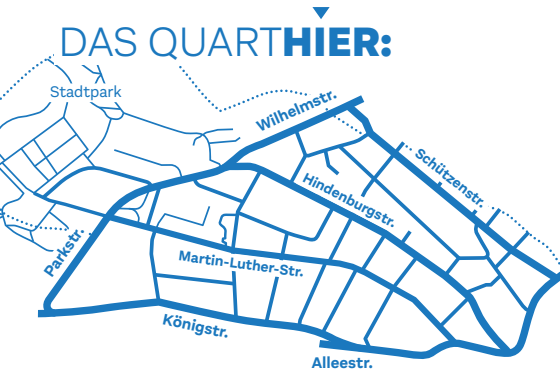 DAS QUARTHIER:
Stadtpark
Wilhelmstr.
Schützenstr.
Hindenburgstr.
Parkstr.
Martin-Luther-Str.
Königstr.
Alleestr.